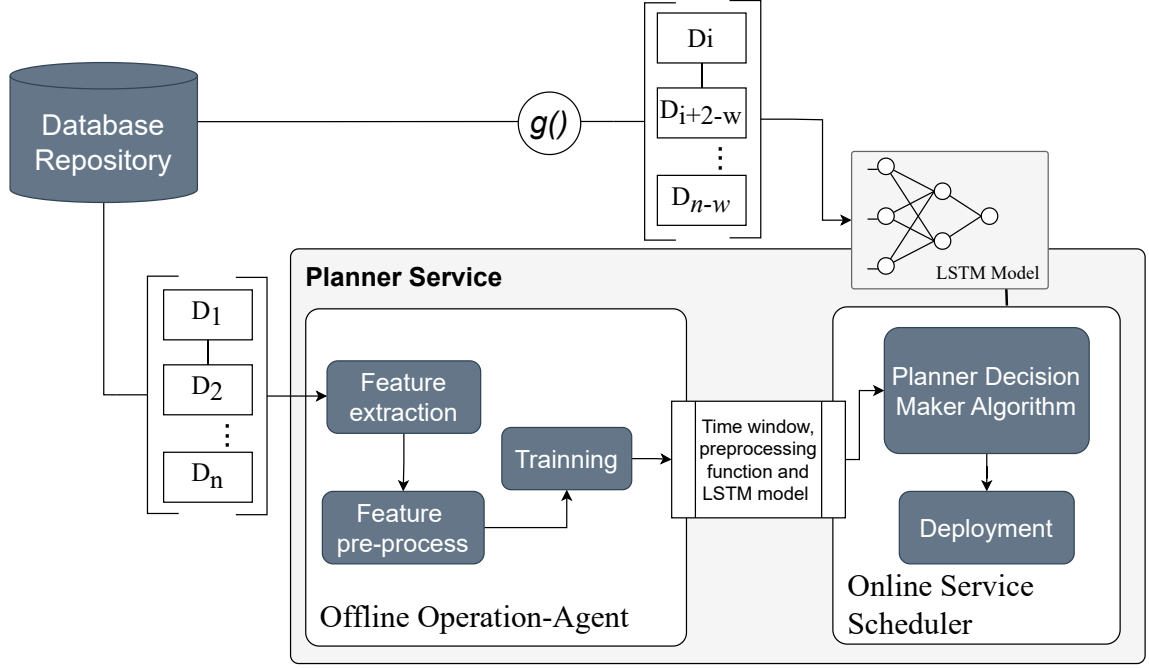 Database
Repository
g()
Di
Di+2-w
⋮
Dn-w
LSTM Model
Planner Service
D1
D2
⋮
Dn
Feature
extraction
Feature
pre-process
Trainning
Offline Operation-Agent
Time window,
preprocessing
function and
LSTM model
Planner Decision
Maker Algorithm
Deployment
Online Service
Scheduler